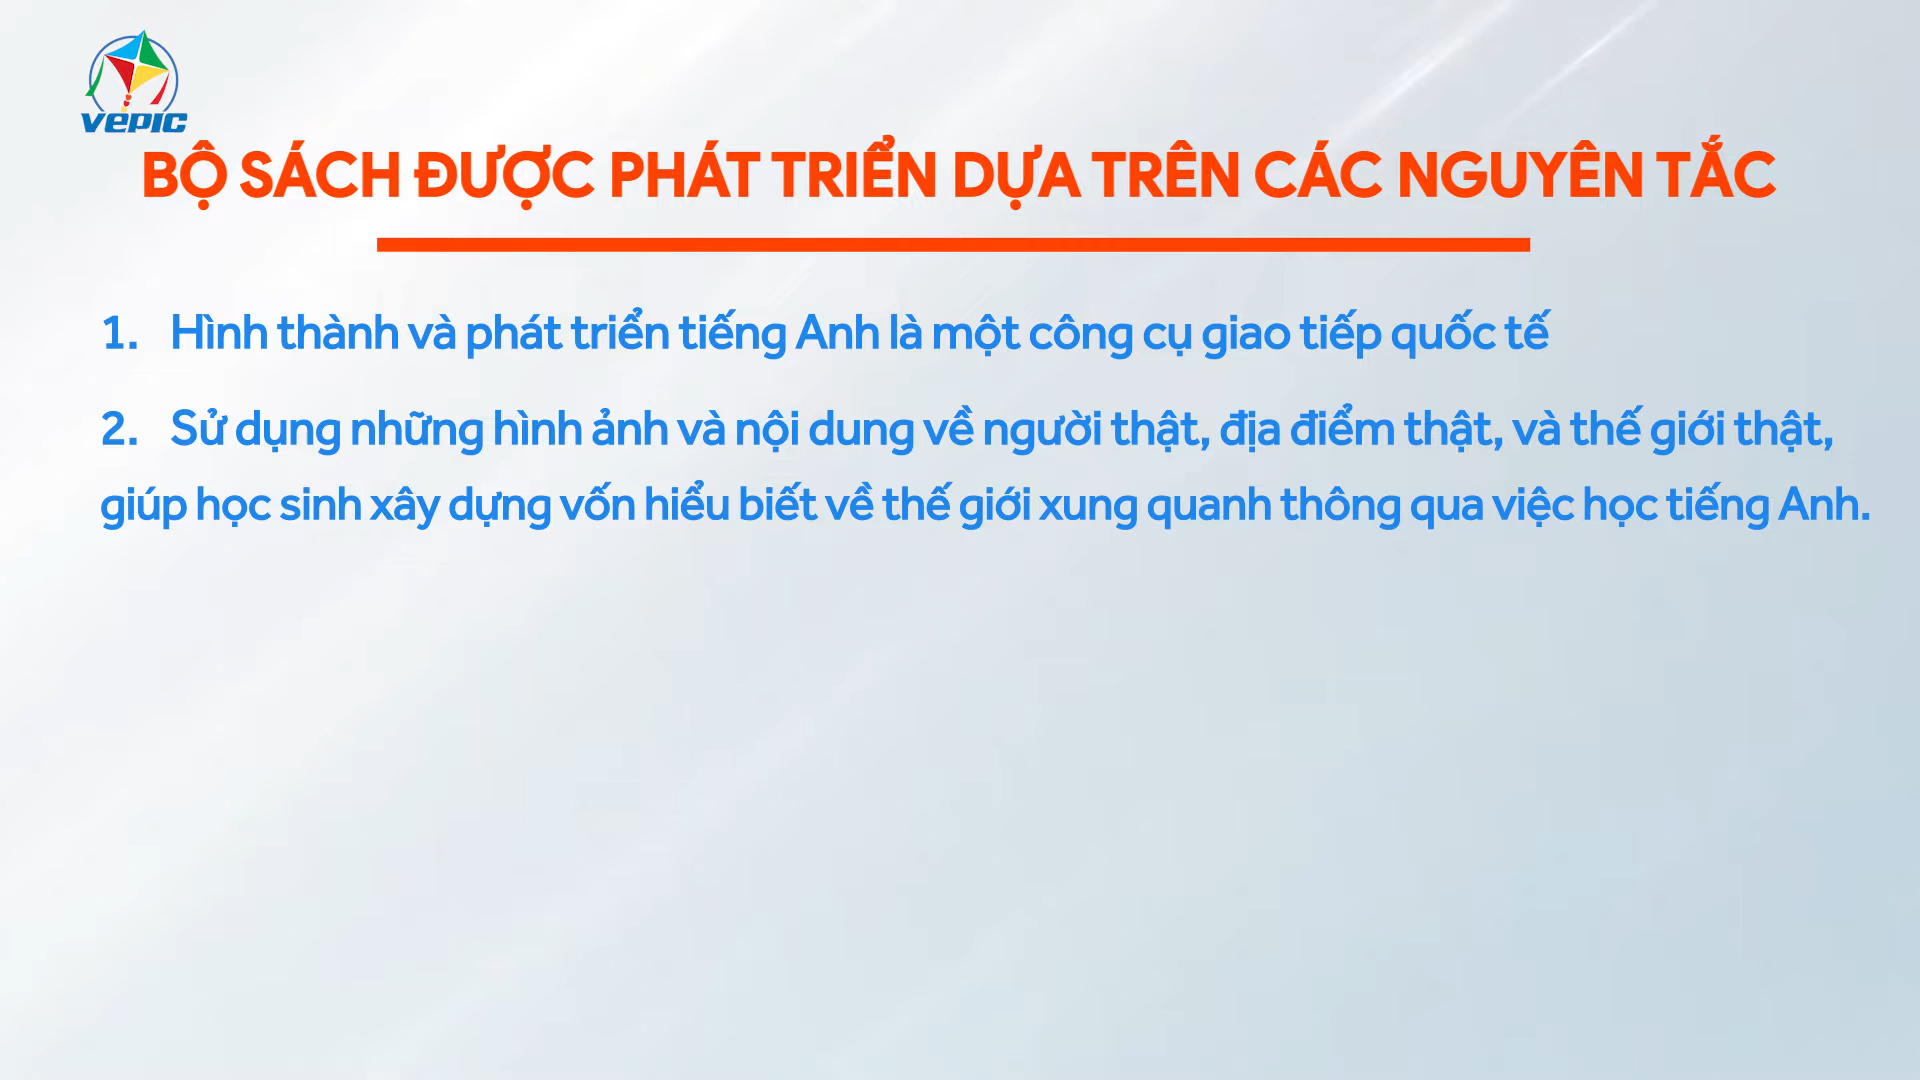 VEPIC
BỘ SÁCH ĐƯỢC PHÁT TRIỂN DỰA TRÊN CÁC NGUYÊN TẮC
1. Hình thành và phát triển tiếng Anh là một công cụ giao tiếp quốc tế
2. Sử dụng những hình ảnh và nội dung về người thật, địa điểm thật, và thế giới thật,
giúp học sinh xây dựng vốn hiểu biết về thế giới xung quanh thông qua việc học tiếng Anh.